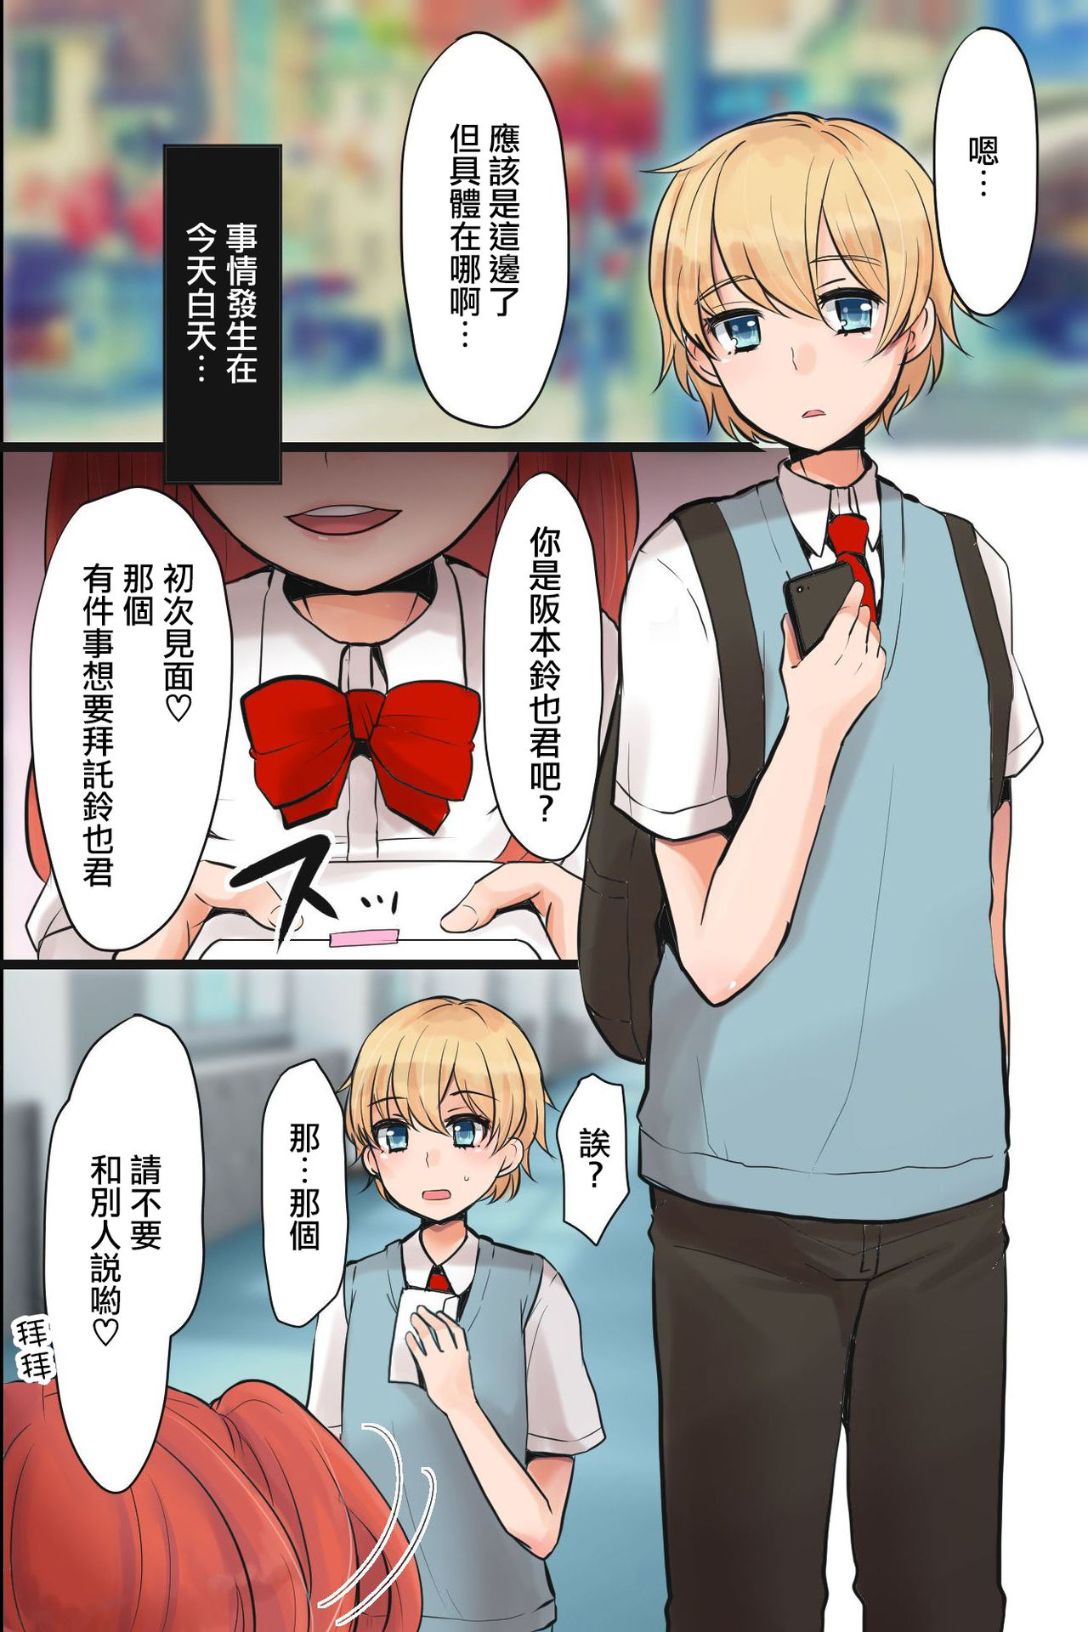 嗯…
應該是這邊了
但具體在哪啊…
事情發生在
今天白天…
你是阪本鈴也君吧？
初次見面♡
那個
有件事想要拜託鈴也君
スッ
誒？
那…那個
請不要
和別人説喲♡
拜
拜